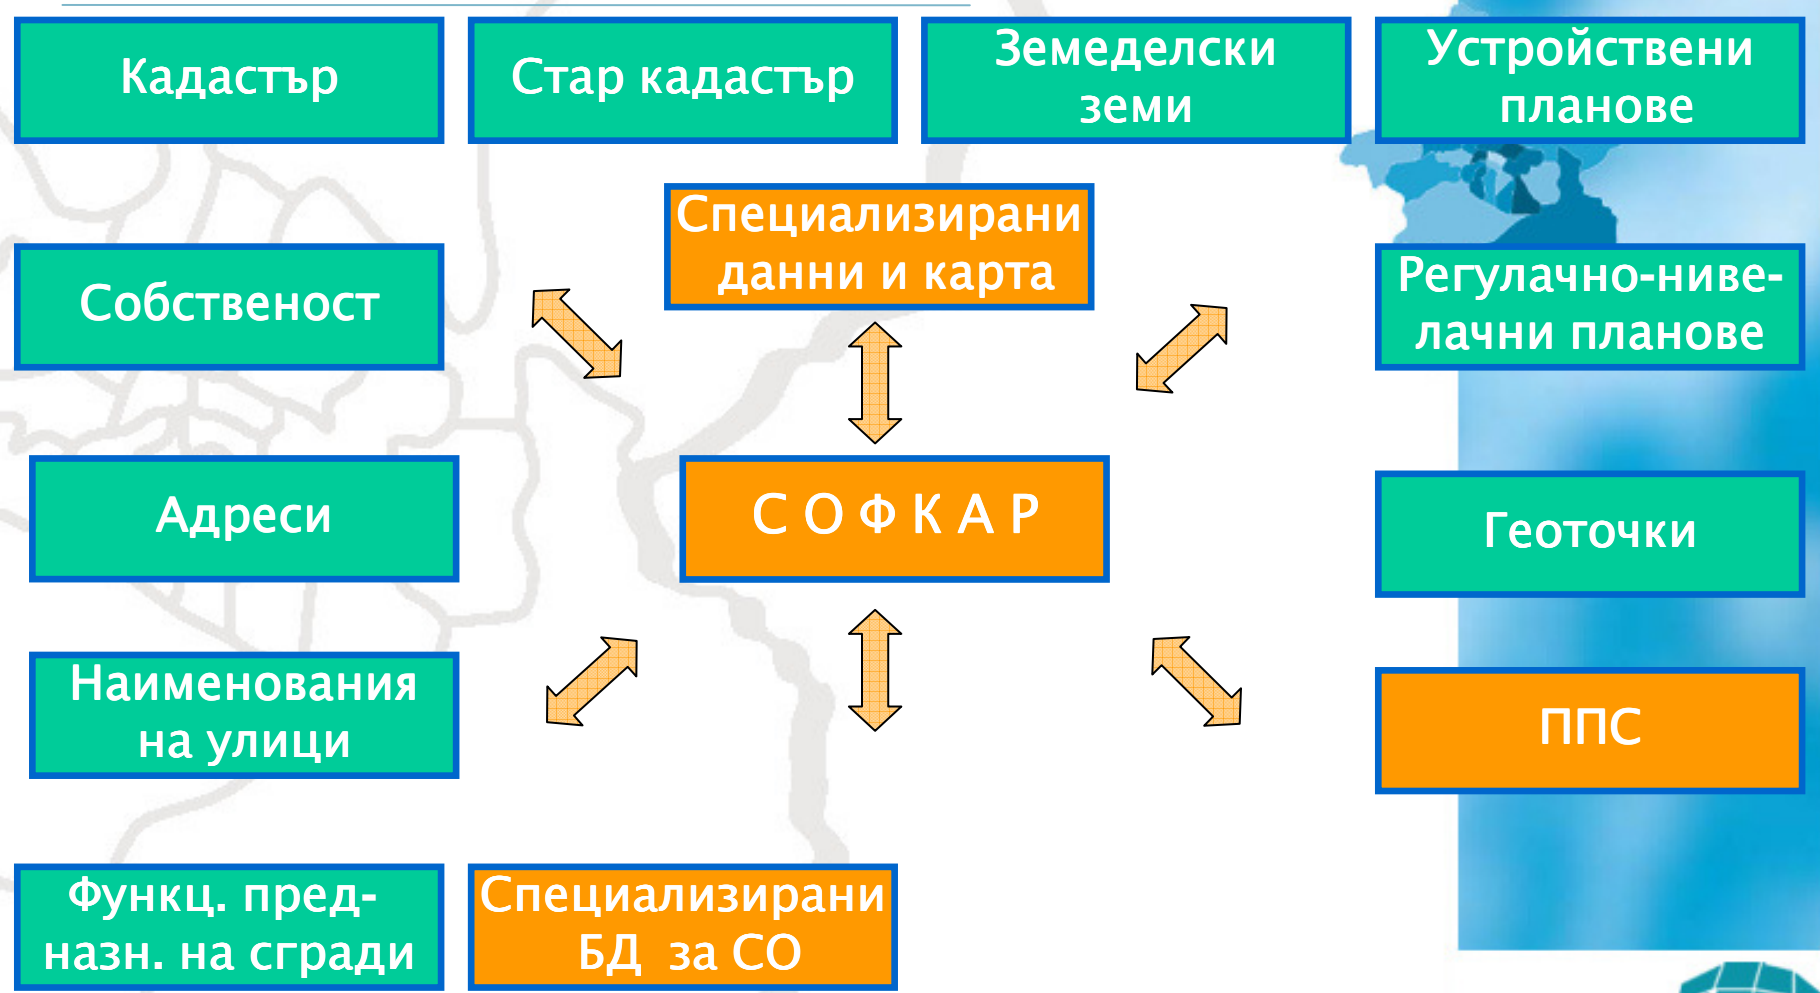 Кадастър
Стар кадастър
Земеделски
земи
Устройствени
планове
Специализирани
данни и карта
Собственост
Регулачно-ниве-
лачни планове
Адреси
С О Ф К А Р
Геоточки
Наименования
на улици
ППС
Функц. пред-
назн. на сгради
Специализирани
БД за СО